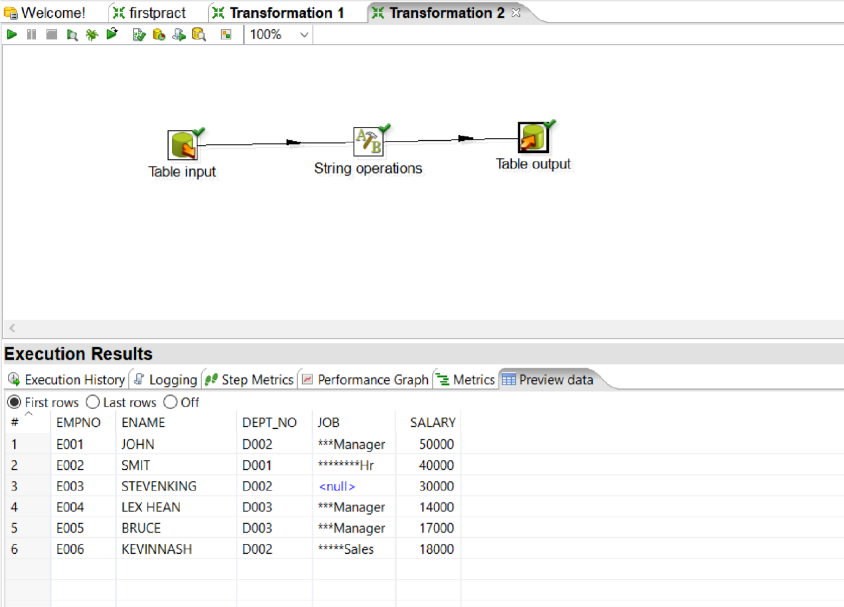 Welcome! firstpract Transformation 1 Transformation 2
100%
Table input String operations Table output
Execution Results
Execution History Logging Step Metrics Performance Graph Metrics Preview data
First rows Last rows Off
# EMPNO ENAME DEPT_NO JOB SALARY
1 E001 JOHN D002 ***Manager 50000
2 E002 SMIT D001 ********Hr 40000
3 E003 STEVENKING D002 <null> 30000
4 E004 LEX HEAN D003 ***Manager 14000
5 E005 BRUCE D003 ***Manager 17000
6 E006 KEVINNASH D002 *****Sales 18000